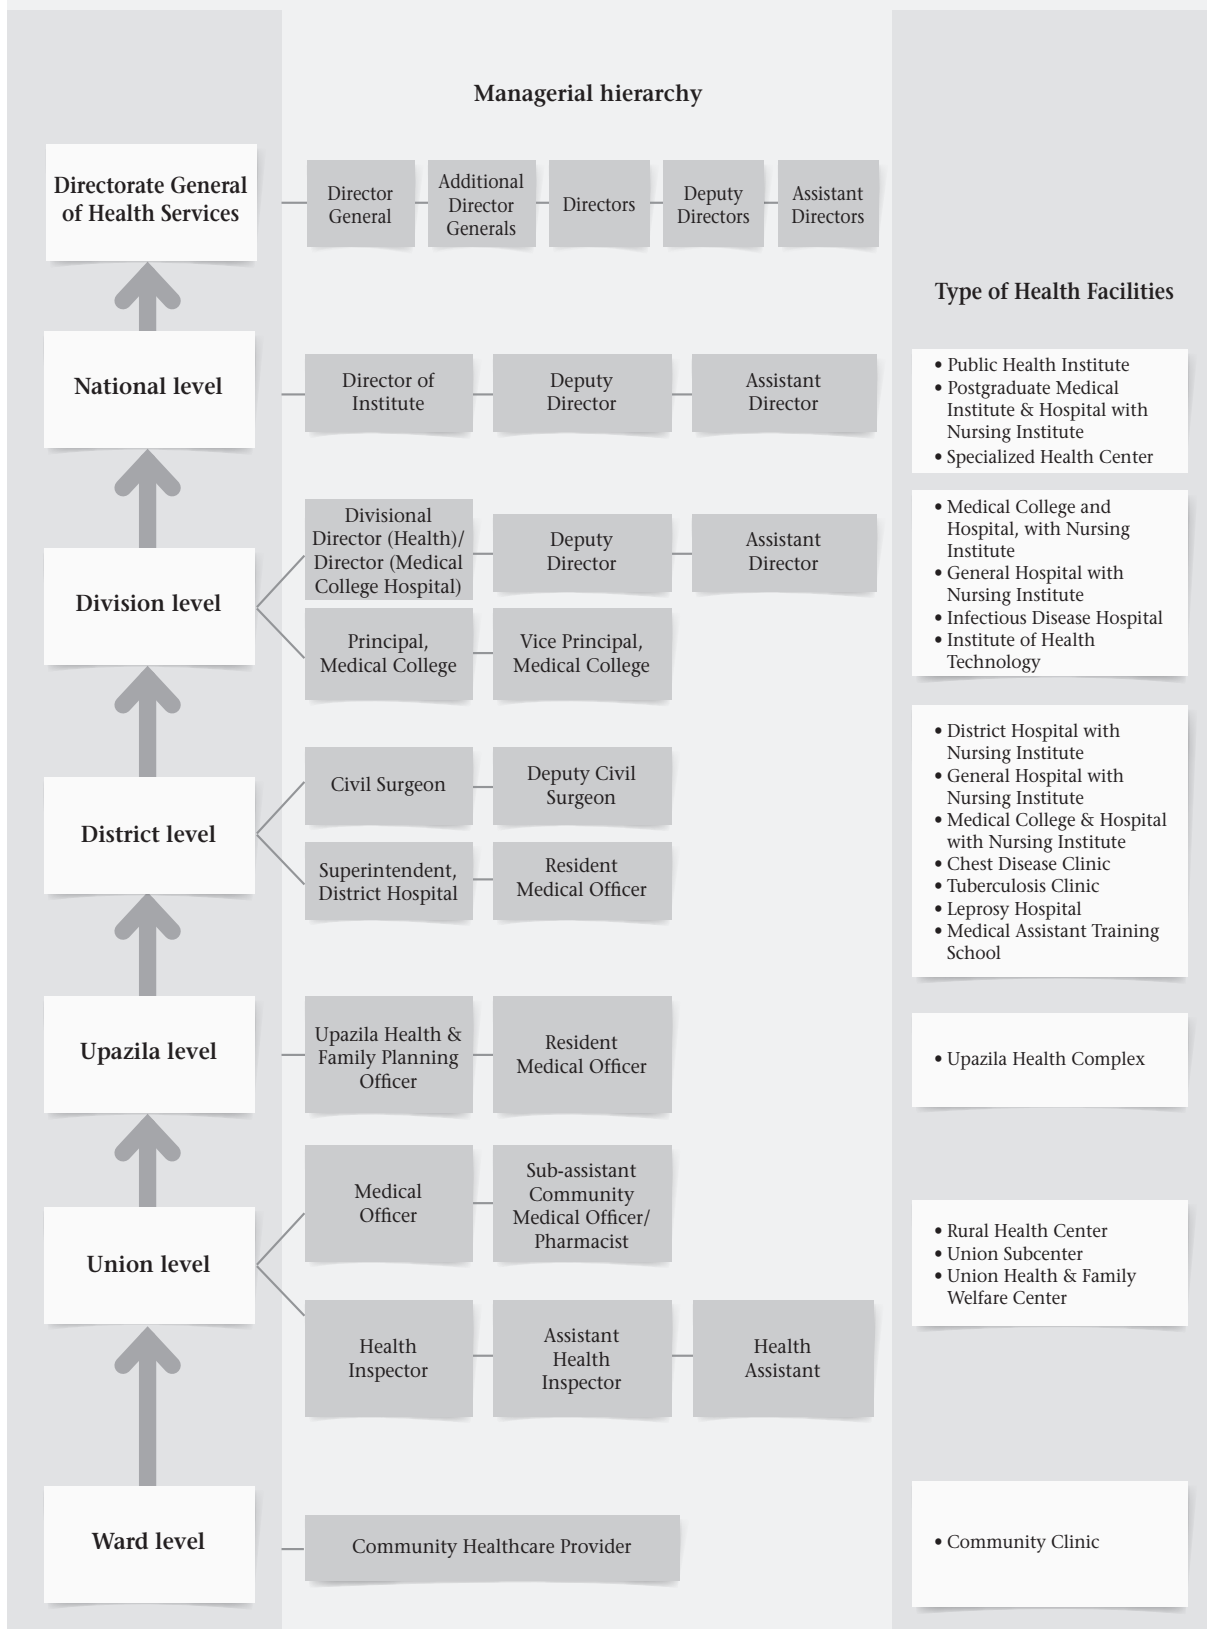 Managerial hierarchy
Directorate General
of Health Services
Director
General
Additional
Director
Generals
Directors
Deputy
Directors
Assistant
Directors
Type of Health Facilities
National level
Director of
Institute
Deputy
Director
Assistant
Director
• Public Health Institute
• Postgraduate Medical
Institute & Hospital with
Nursing Institute
• Specialized Health Center
Division level
Divisional
Director (Health)/
Director (Medical
College Hospital)
Deputy
Director
Assistant
Director
Principal,
Medical College
Vice Principal,
Medical College
• Medical College and
Hospital, with Nursing
Institute
• General Hospital with
Nursing Institute
• Infectious Disease Hospital
• Institute of Health
Technology
District level
Civil Surgeon
Deputy Civil
Surgeon
Superintendent,
District Hospital
Resident
Medical Officer
• District Hospital with
Nursing Institute
• General Hospital with
Nursing Institute
• Medical College & Hospital
with Nursing Institute
• Chest Disease Clinic
• Tuberculosis Clinic
• Leprosy Hospital
• Medical Assistant Training
School
Upazila level
Upazila Health &
Family Planning
Officer
Resident
Medical Officer
• Upazila Health Complex
Union level
Medical
Officer
Sub-assistant
Community
Medical Officer/
Pharmacist
Health
Inspector
Assistant
Health
Inspector
Health
Assistant
• Rural Health Center
• Union Subcenter
• Union Health & Family
Welfare Center
Ward level
Community Healthcare Provider
• Community Clinic